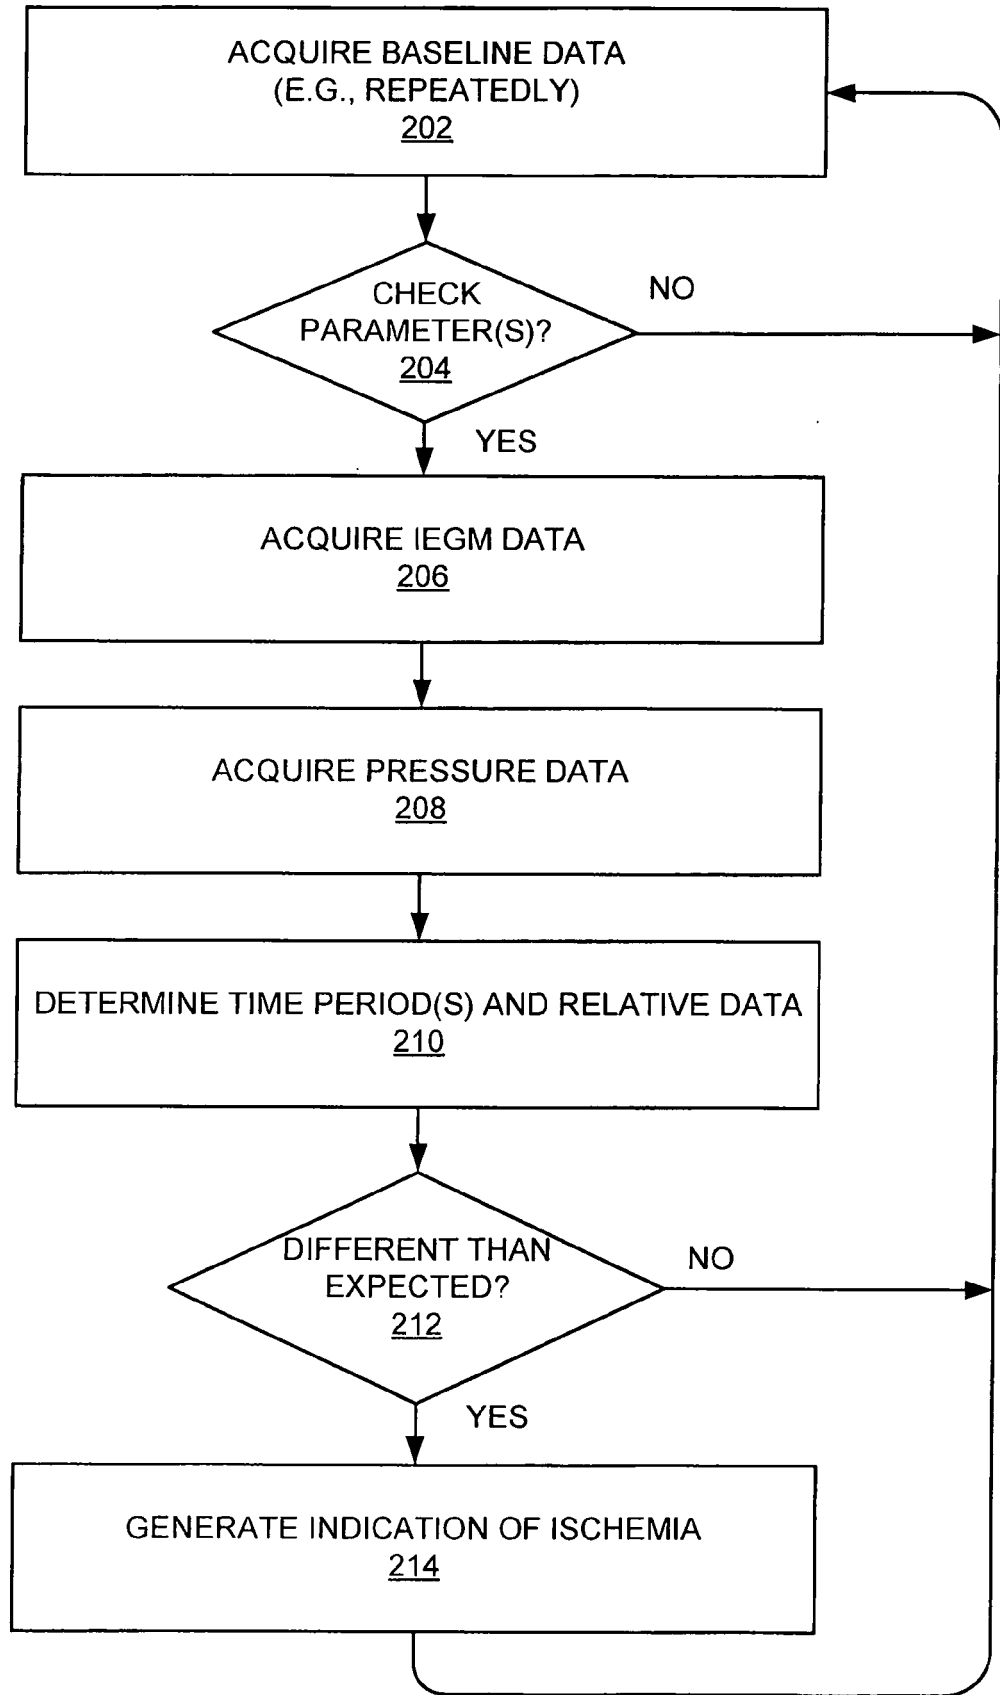 ACQUIRE BASELINE DATA
(E.G., REPEATEDLY)
202
CHECK
PARAMETER(S)?
204
NO
YES
ACQUIRE IEGM DATA
206
ACQUIRE PRESSURE DATA
208
DETERMINE TIME PERIOD(S) AND RELATIVE DATA
210
DIFFERENT THAN
EXPECTED?
212
NO
YES
GENERATE INDICATION OF ISCHEMIA
214